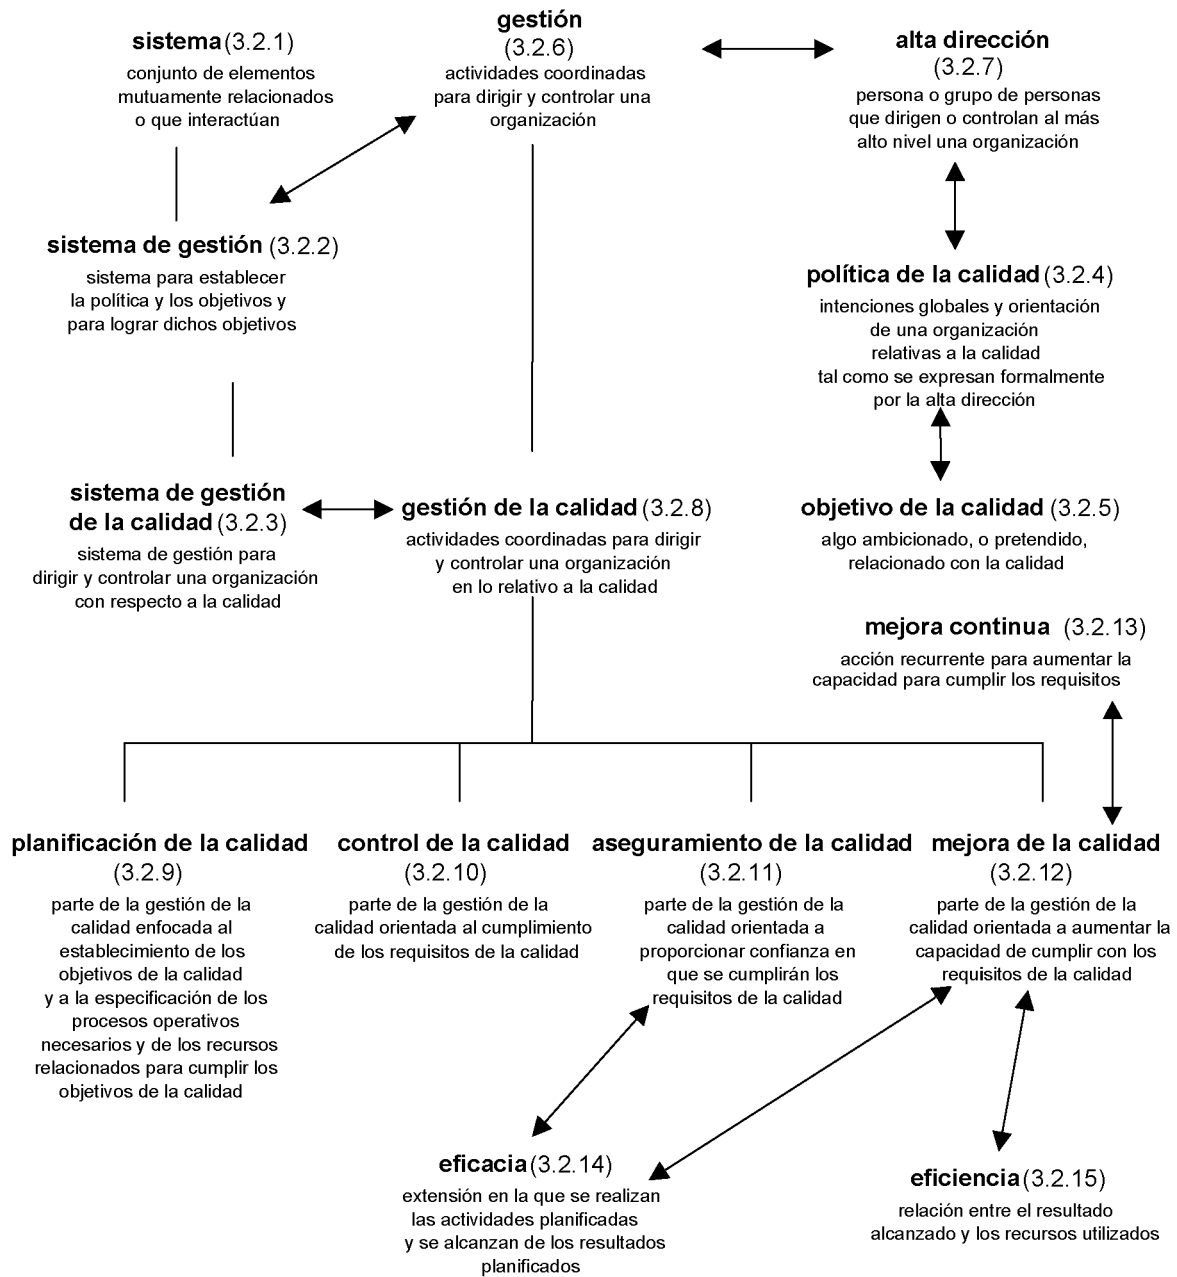 sistema (3.2.1)
conjunto de elementos
mutuamente relacionados
o que interactúan
gestión
(3.2.6)
actividades coordinadas
para dirigir y controlar una
organización
alta dirección
(3.2.7)
persona o grupo de personas
que dirigen o controlan al más
alto nivel una organización
sistema de gestión (3.2.2)
sistema para establecer
la política y los objetivos y
para lograr dichos objetivos
política de la calidad (3.2.4)
intenciones globales y orientación
de una organización
relativas a la calidad
tal como se expresan formalmente
por la alta dirección
sistema de gestión
de la calidad (3.2.3)
sistema de gestión para
dirigir y controlar una organización
con respecto a la calidad
gestión de la calidad (3.2.8)
actividades coordinadas para dirigir
y controlar una organización
en lo relativo a la calidad
objetivo de la calidad (3.2.5)
algo ambicionado, o pretendido,
relacionado con la calidad
mejora continua (3.2.13)
acción recurrente para aumentar la
capacidad para cumplir los requisitos
planificación de la calidad
(3.2.9)
parte de la gestión de la
calidad enfocada al
establecimiento de los
objetivos de la calidad
y a la especificación de los
procesos operativos
necesarios y de los recursos
relacionados para cumplir los
objetivos de la calidad
control de la calidad
(3.2.10)
parte de la gestión de la
calidad orientada al cumplimiento
de los requisitos de la calidad
aseguramiento de la calidad
(3.2.11)
parte de la gestión de la
calidad orientada a
proporcionar confianza en
que se cumplirán los
requisitos de la calidad
mejora de la calidad
(3.2.12)
parte de la gestión de la
calidad orientada a aumentar la
capacidad de cumplir con los
requisitos de la calidad
eficacia (3.2.14)
extensión en la que se realizan
las actividades planificadas
y se alcanzan de los resultados
planificados
eficiencia (3.2.15)
relación entre el resultado
alcanzado y los recursos utilizados